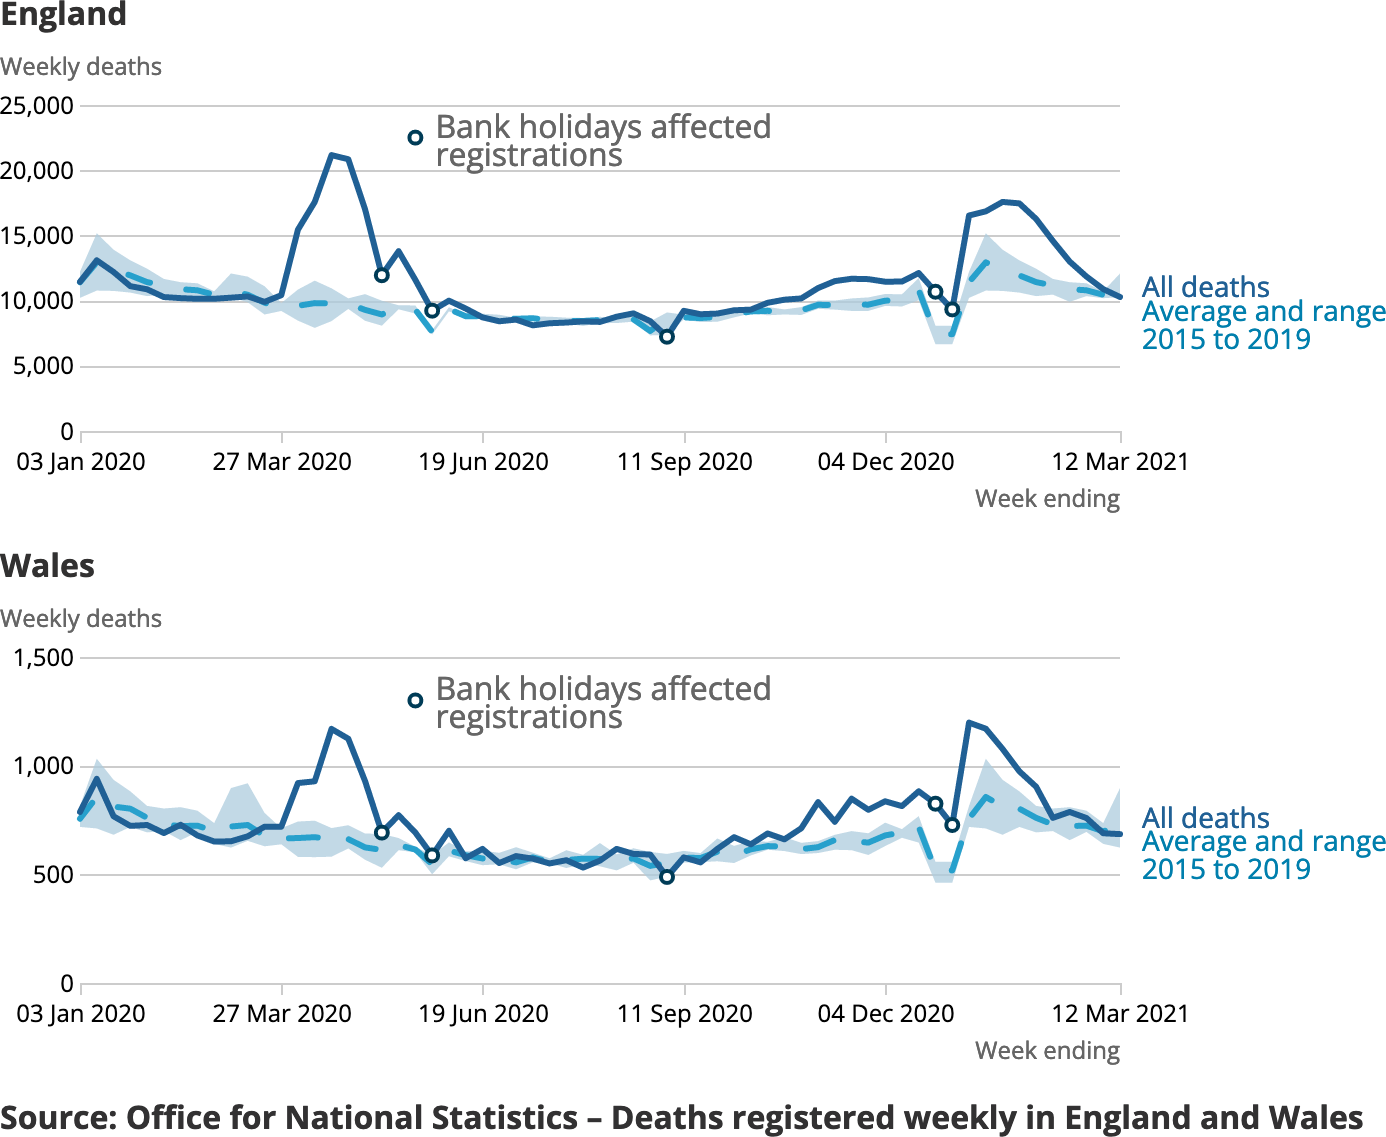 England
Weekly deaths
25,000
Bank holidays affected
registrations
20,000
15,000
10,000
5,000
0
All deaths
Average and range
2015 to 2019
03 Jan 2020
27 Mar 2020
19 Jun 2020
11 Sep 2020
04 Dec 2020
12 Mar 2021
Week ending
Wales
Weekly deaths
1,500
Bank holidays affected
registrations
1,000
500
0
All deaths
Average and range
2015 to 2019
03 Jan 2020
27 Mar 2020
19 Jun 2020
11 Sep 2020
04 Dec 2020
12 Mar 2021
Week ending
Source: Office for National Statistics – Deaths registered weekly in England and Wales